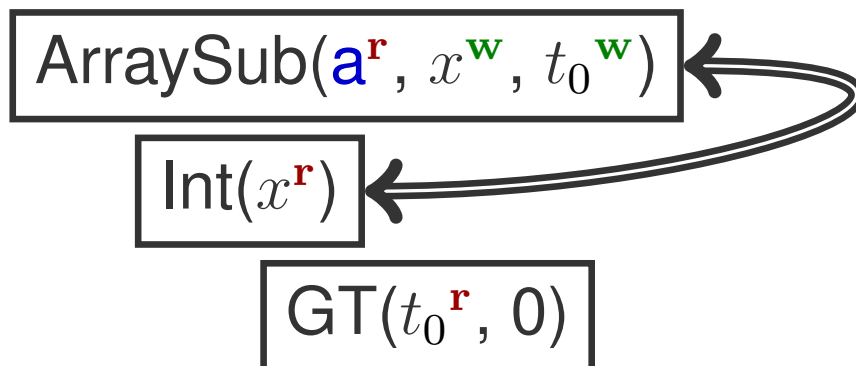 ArraySub(a^r, x^w, t_0^w)
Int(x^r)
GT(t_0^r, 0)